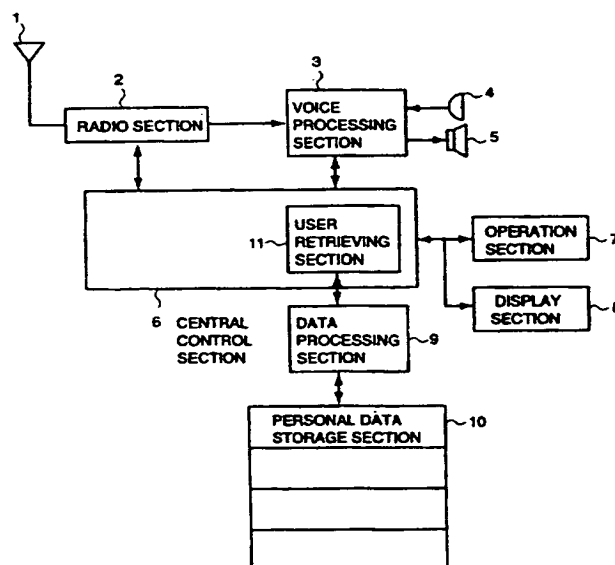 1
2
RADIO SECTION
3
VOICE
PROCESSING
SECTION
4
5
USER
RETRIEVING
SECTION
11
OPERATION
SECTION
7
6
CENTRAL
CONTROL
SECTION
DISPLAY
SECTION
8
DATA
PROCESSING
SECTION
9
PERSONAL DATA
STORAGE SECTION
10